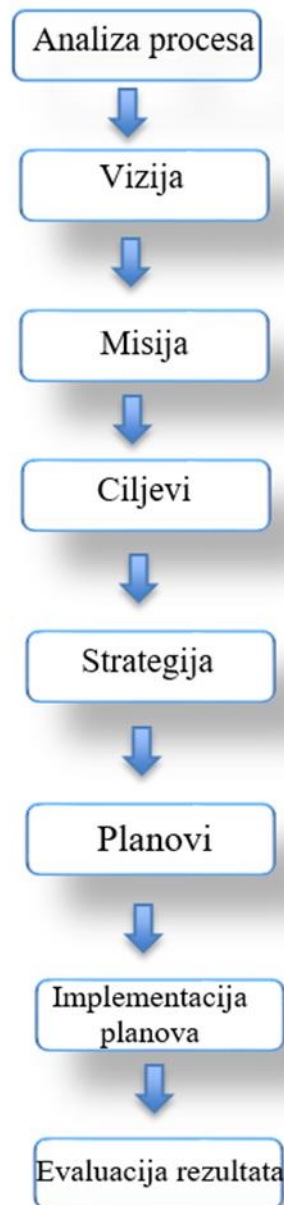 Analiza procesa
Vizija
Misija
Ciljevi
Strategija
Planovi
Implementacija
planova
Evaluacija rezultata